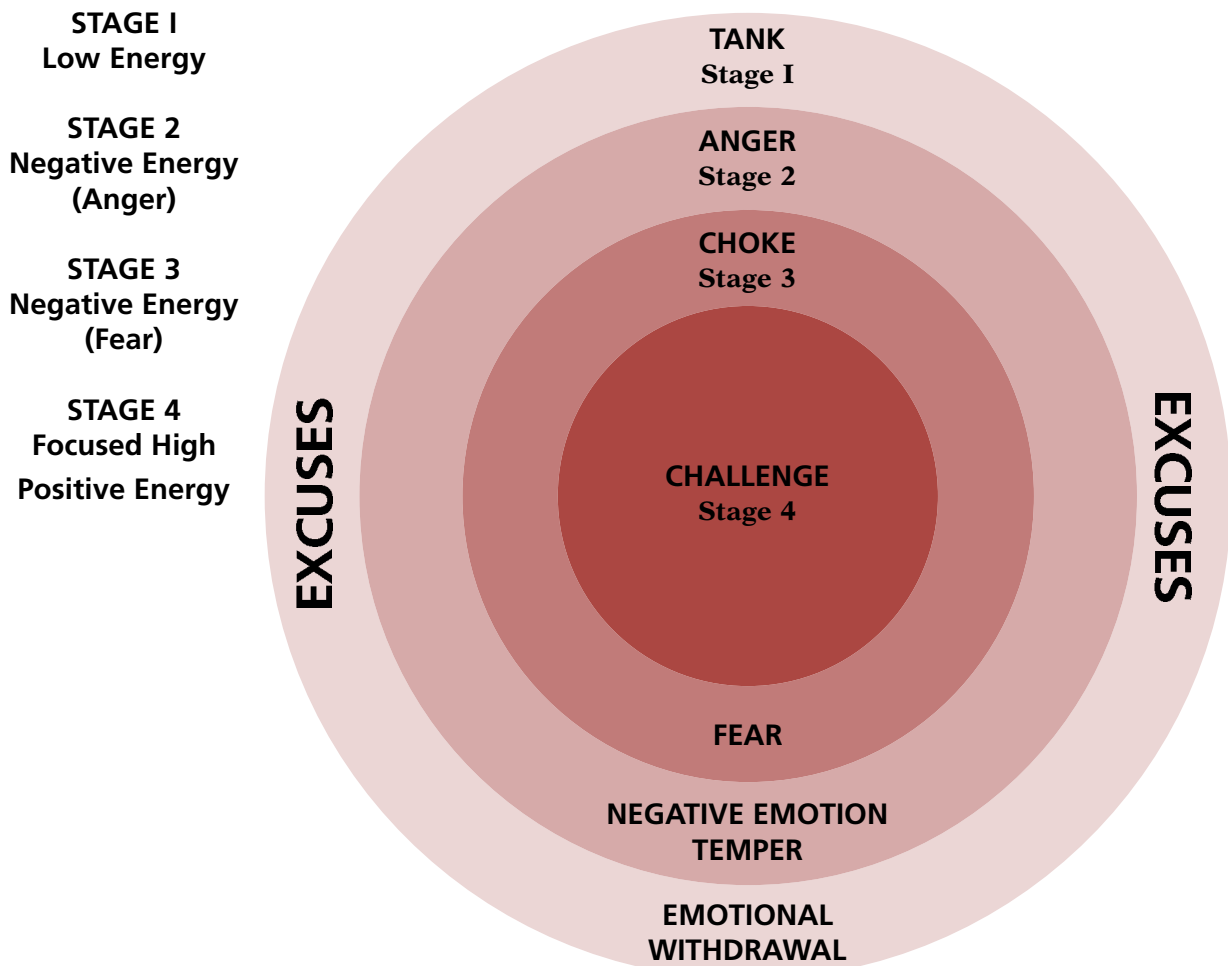 STAGE I
Low Energy
STAGE 2
Negative Energy
(Anger)
STAGE 3
Negative Energy
(Fear)
STAGE 4
Focused High
Positive Energy
TANK
Stage I
ANGER
Stage 2
CHOKE
Stage 3
EXCUSES
CHALLENGE
Stage 4
EXCUSES
FEAR
NEGATIVE EMOTION
TEMPER
EMOTIONAL
WITHDRAWAL